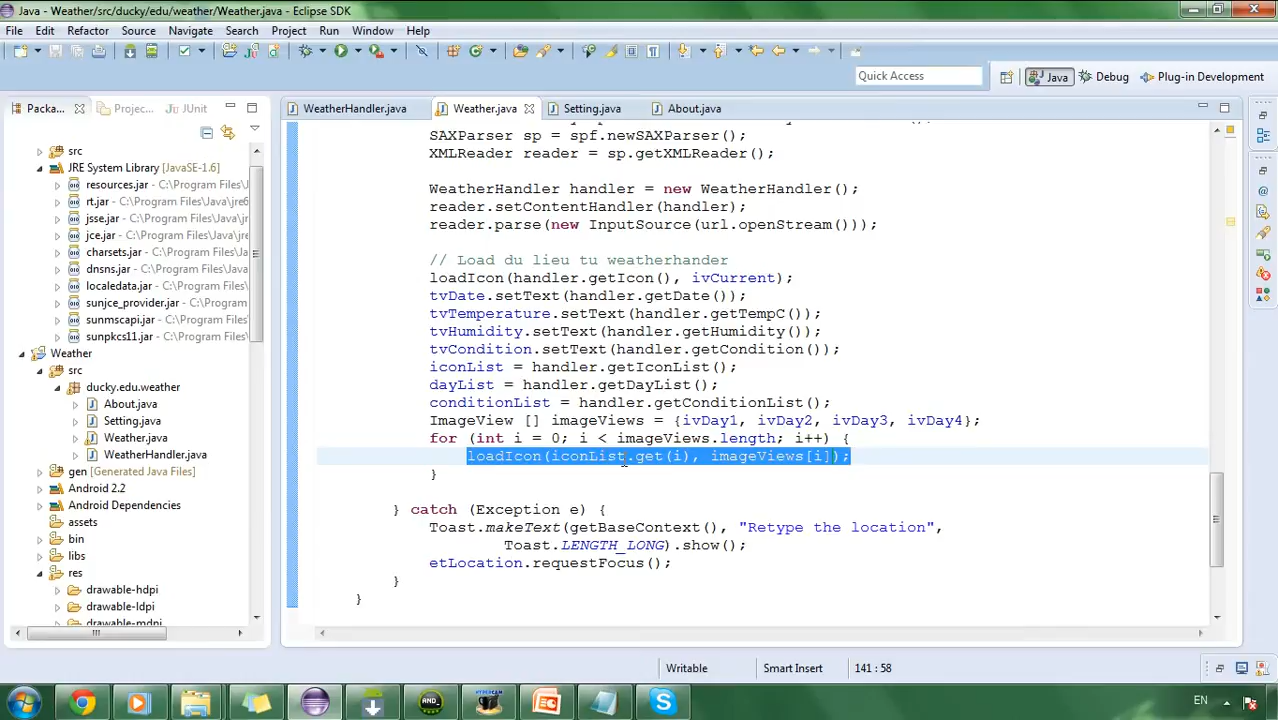 Java - Weather/src/ducky/edu/weather/Weather.java - Eclipse SDK
File Edit Refactor Source Navigate Search Project Run Window Help
Quick Access
Java
Debug
Plug-in Development
Packa...
Projec...
JUnit
WeatherHandler.java
Weather.java
Setting.java
About.java
src
JRE System Library [JavaSE-1.6]
resources.jar - C:\Program Files\
rt.jar - C:\Program Files\Java\jre6
jsse.jar - C:\Program Files\Java\
jce.jar - C:\Program Files\Java\jr
charsets.jar - C:\Program Files\Ja
dnsns.jar - C:\Program Files\Java
localedata.jar - C:\Program Files\
sunjce_provider.jar - C:\Program
sunmscapi.jar - C:\Program Files\
sunpkcs11.jar - C:\Program Files\
Weather
src
ducky.edu.weather
About.java
Setting.java
Weather.java
WeatherHandler.java
gen [Generated Java Files]
Android 2.2
Android Dependencies
assets
bin
libs
res
drawable-hdpi
drawable-ldpi
drawable-mdpi
SAXParser sp = spf.newSAXParser();
XMLReader reader = sp.getXMLReader();
WeatherHandler handler = new WeatherHandler();
reader.setContentHandler(handler);
reader.parse(new InputSource(url.openStream()));
// Load du lieu tu weatherhander
loadIcon(handler.getIcon(), ivCurrent);
tvDate.setText(handler.getDate());
tvTemperature.setText(handler.getTempC());
tvHumidity.setText(handler.getHumidity());
tvCondition.setText(handler.getCondition());
iconList = handler.getIconList();
dayList = handler.getDayList();
conditionList = handler.getConditionList();
ImageView [] imageViews = {ivDay1, ivDay2, ivDay3, ivDay4};
for (int i = 0; i < imageViews.length; i++) {
loadIcon(iconList.get(i), imageViews[i]);
}
} catch (Exception e) {
Toast.makeText(getBaseContext(), "Retype the location",
Toast.LENGTH_LONG).show();
etLocation.requestFocus();
}
}
Writable
Smart Insert
141 : 58
EN